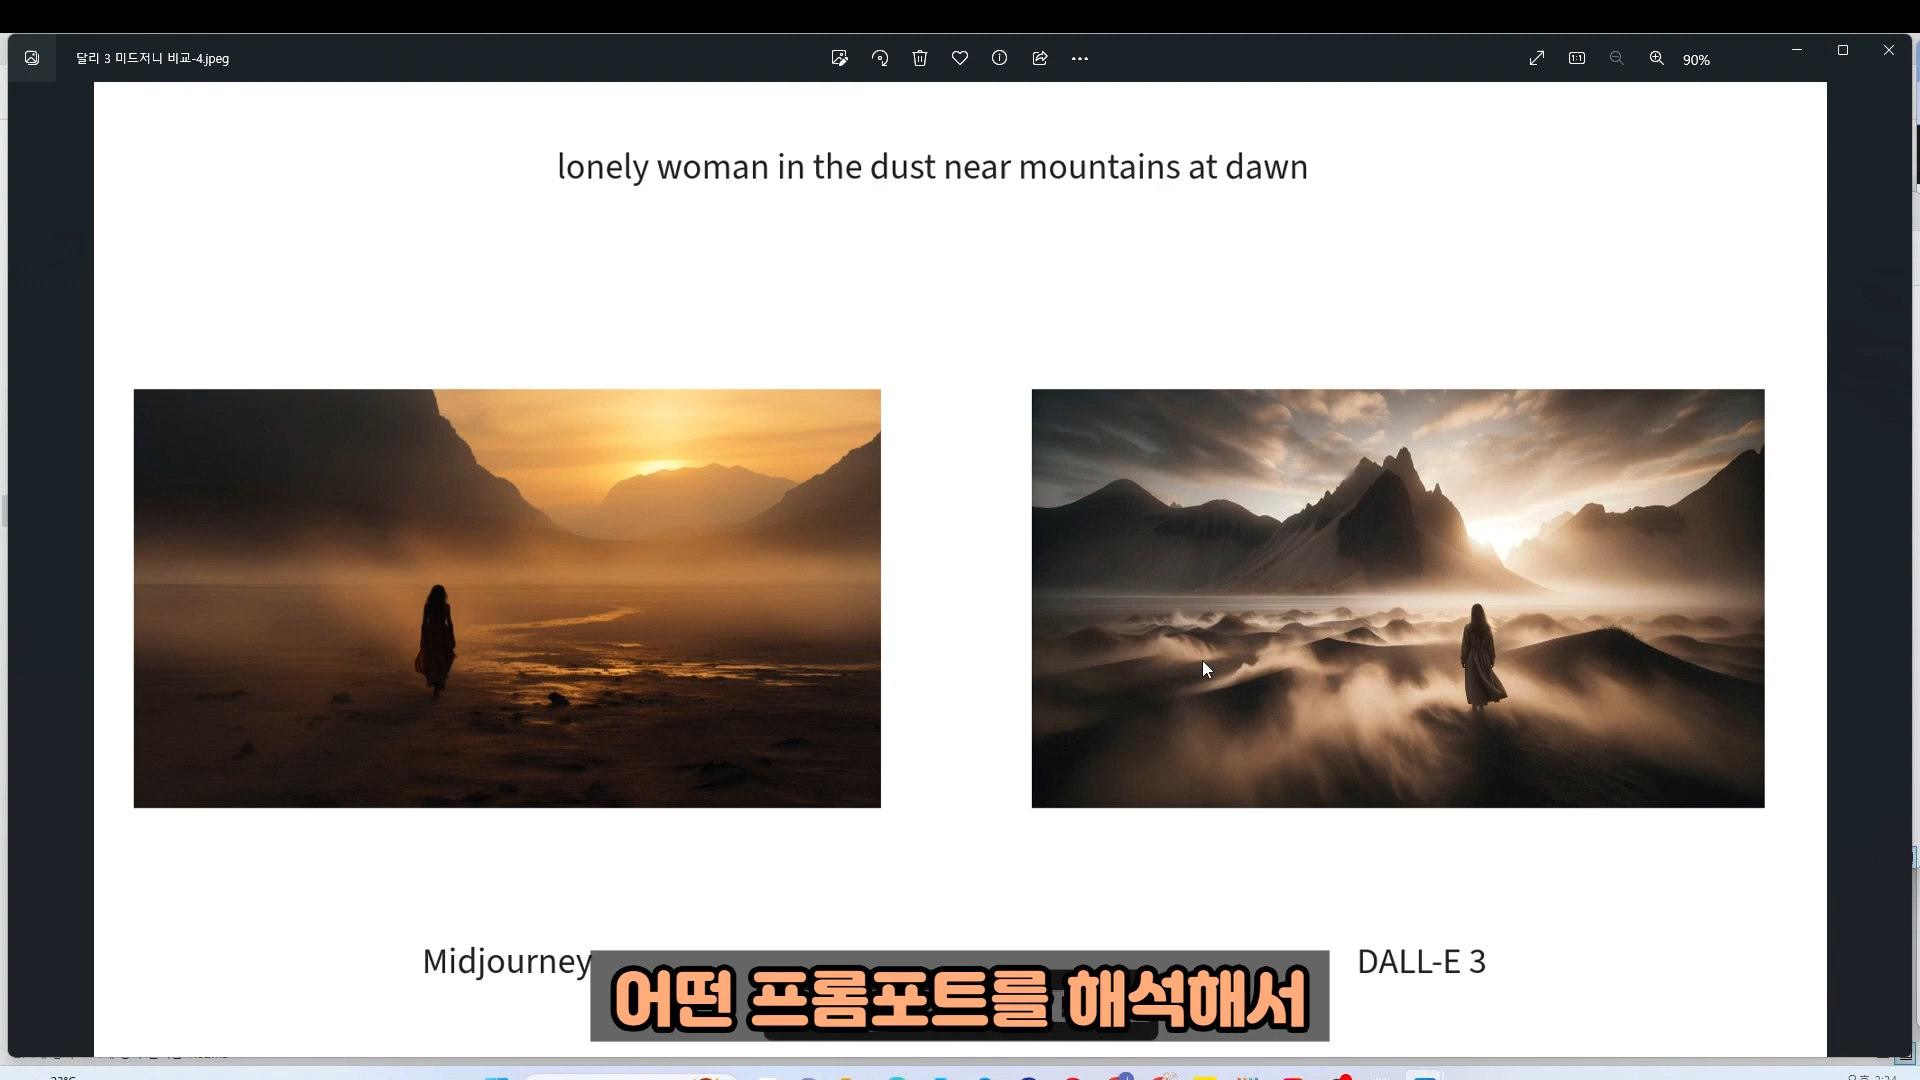 달리 3 미드저니 비교-4.jpeg
90%
lonely woman in the dust near mountains at dawn
Midjourney
DALL-E 3
어떤 프롬포트를 해석해서